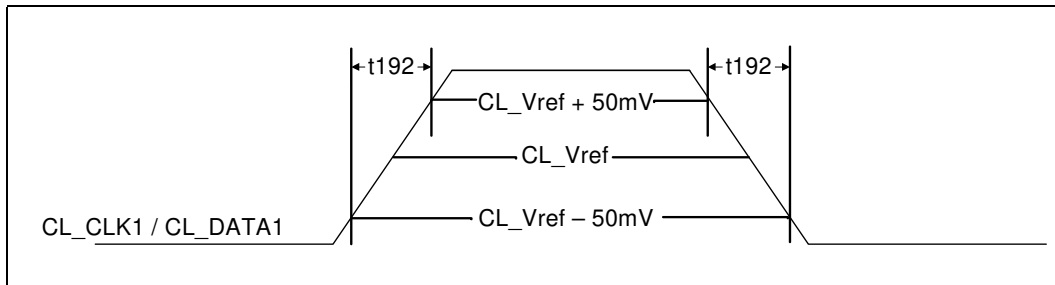 t192 t192
CL_Vref + 50mV
CL_Vref
CL_Vref – 50mV
CL_CLK1 / CL_DATA1